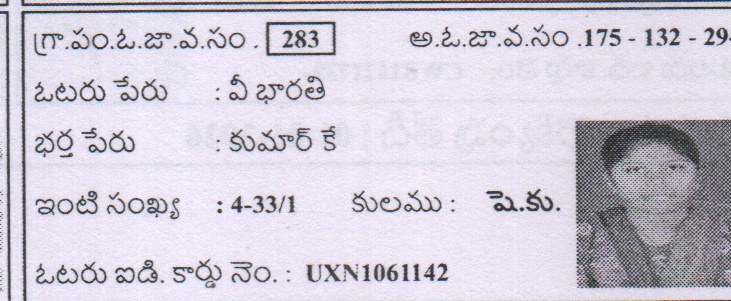 గ్రా.పం.ఓ.జా.వ.సం . 283 అ.ఓ.జా.వ.సం .175 - 132 - 29
ఓటరు పేరు : వీ.భారతి
భర్త పేరు : కుమార్ కే
ఇంటి సంఖ్య : 4-33/1 కులము : షె.కు.
ఓటరు ఐడి. కార్డు నెం. : UXN1061142